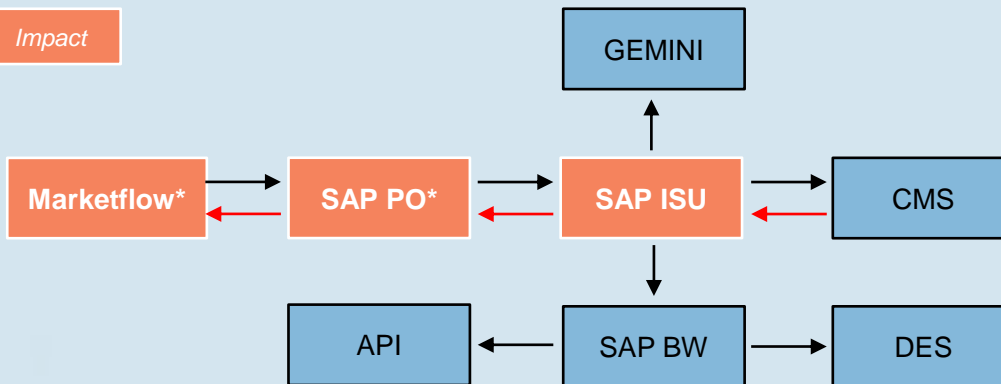 Impact
GEMINI
Marketflow*
SAP PO*
SAP ISU
CMS
API
SAP BW
DES